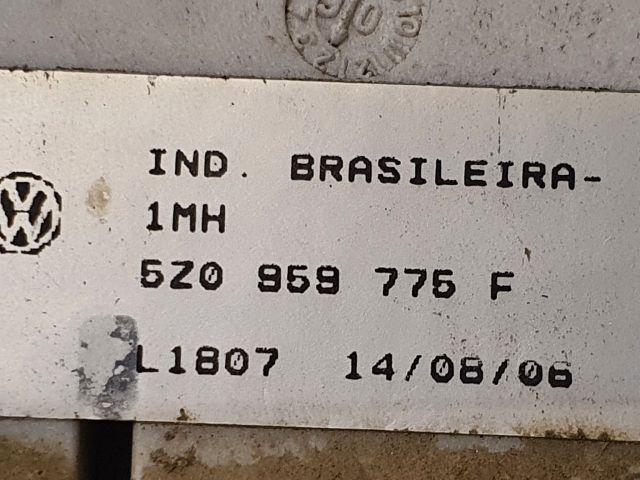 IND. BRASILEIRA-
1MH
5Z0 959 775 F
L1807 14/08/06